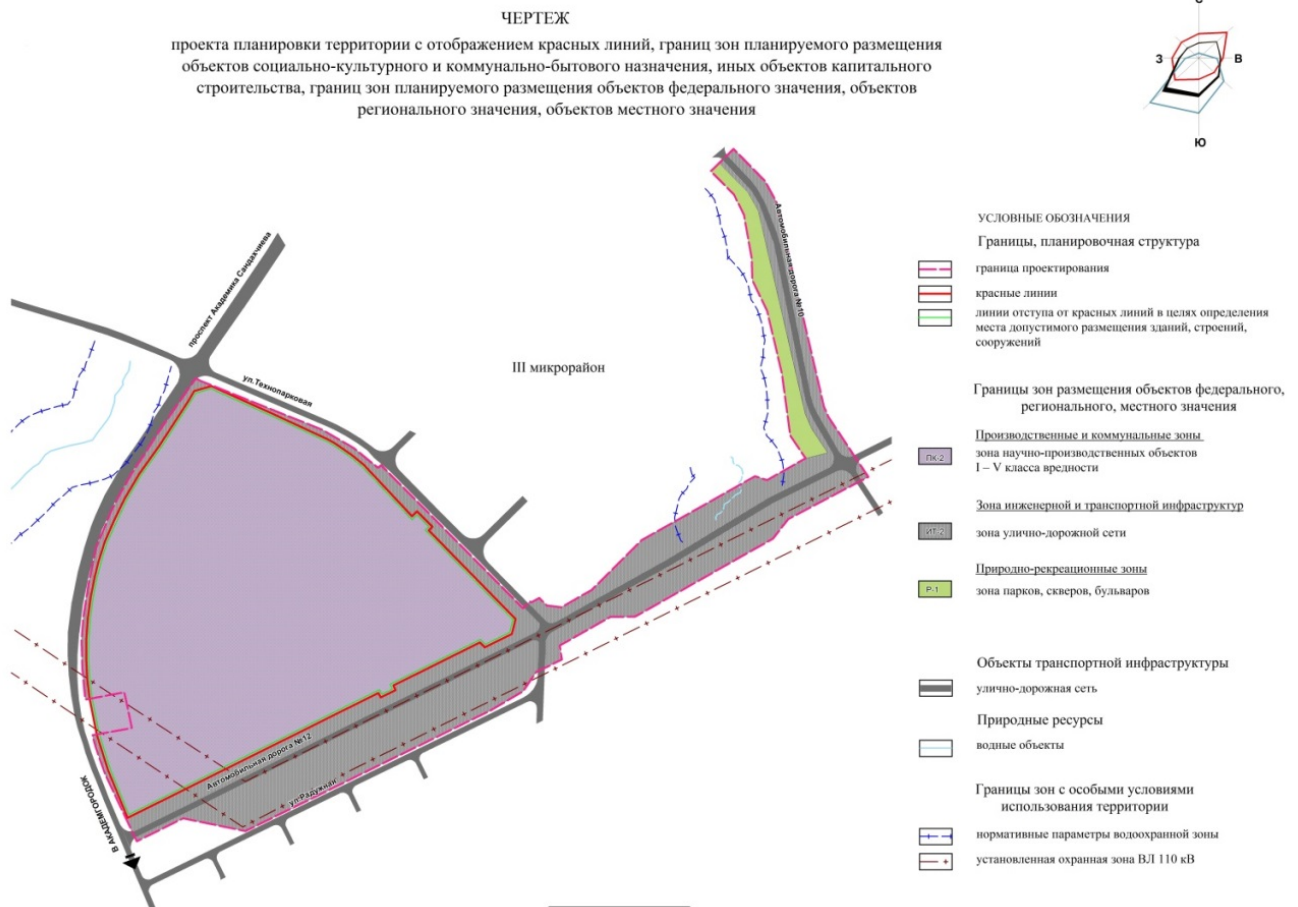 ЧЕРТЕЖ
проекта планировки территории с отображением красных линий, границ зон планируемого размещения
объектов социально-культурного и коммунально-бытового назначения, иных объектов капитального
строительства, границ зон планируемого размещения объектов федерального значения, объектов
регионального значения, объектов местного значения
С
З
В
Ю
проспект Академика Сандахчиева
ул.Технопарковая
III микрорайон
Автомобильная дорога №10
Автомобильная дорога №12
ул.Радужная
В АКАДЕМГОРОДОК
УСЛОВНЫЕ ОБОЗНАЧЕНИЯ
Границы, планировочная структура
граница проектирования
красные линии
линии отступа от красных линий в целях определения
места допустимого размещения зданий, строений,
сооружений
Границы зон размещения объектов федерального,
регионального, местного значения
Производственные и коммунальные зоны
ПК-2
зона научно-производственных объектов
I – V класса вредности
Зона инженерной и транспортной инфраструктур
ИТ-2
зона улично-дорожной сети
Природно-рекреационные зоны
Р-1
зона парков, скверов, бульваров
Объекты транспортной инфраструктуры
улично-дорожная сеть
Природные ресурсы
водные объекты
Границы зон с особыми условиями
использования территории
нормативные параметры водоохранной зоны
установленная охранная зона ВЛ 110 кВ